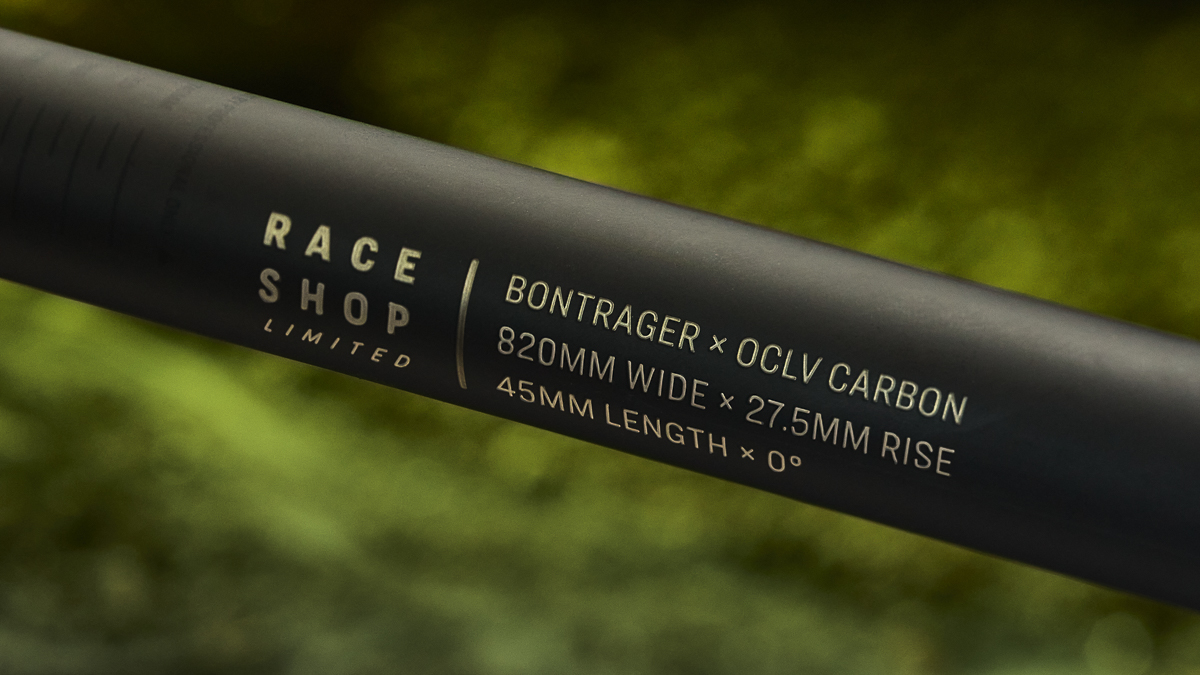 RACE
SHOP
LIMITED
BONTRAGER × OCLV CARBON
820MM WIDE × 27.5MM RISE
45MM LENGTH × 0°